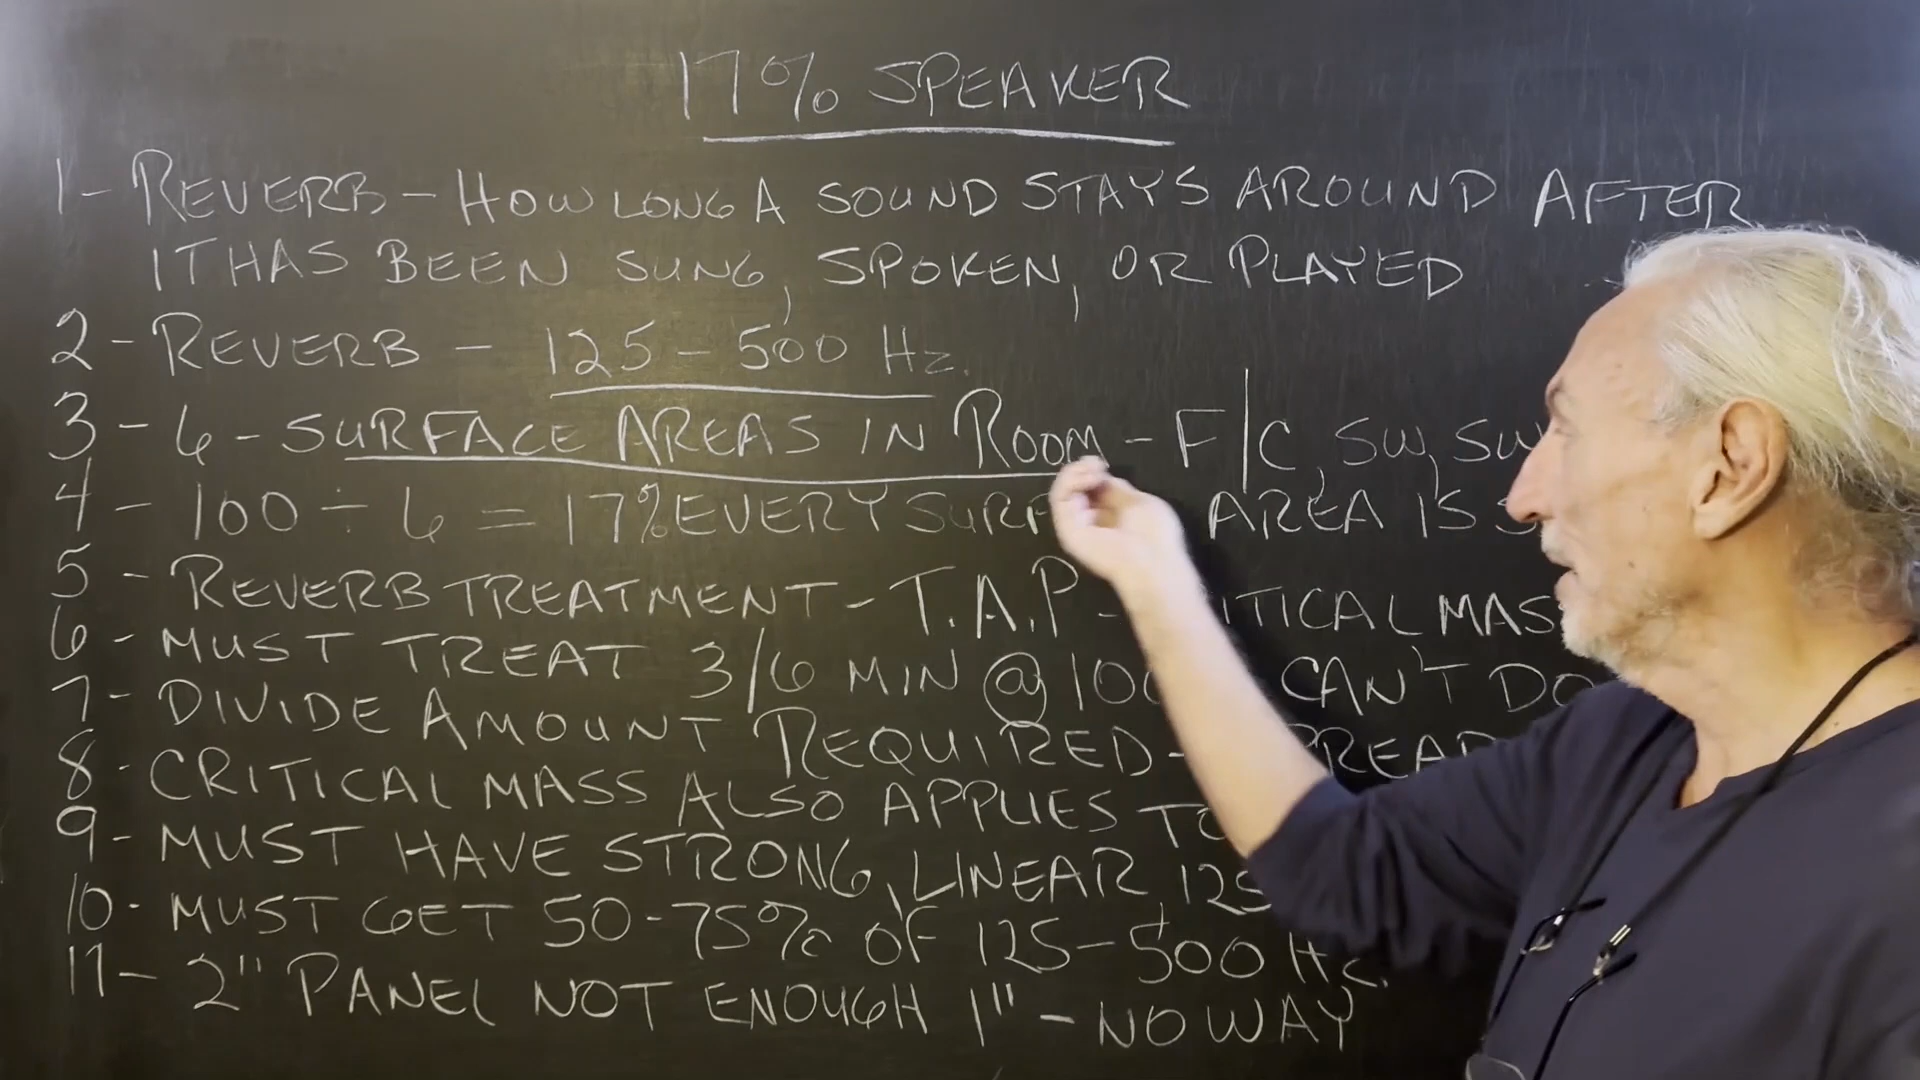 17% SPEAKER
1 - REVERB - HOW LONG A SOUND STAYS AROUND AFTER
IT HAS BEEN SUNG, SPOKEN, OR PLAYED
2 - REVERB - 125 - 500 Hz.
3 - 6 - SURFACE AREAS IN ROOM - F/C, SW, SW
4 - 100 ÷ 6 = 17% EVERY AREA IS
5 - REVERB TREATMENT - T.A.P - MASS
6 - MUST TREAT 3/6 MIN @ CAN'T DO
7 - DIVIDE AMOUNT REQUIRED -
8 - CRITICAL MASS ALSO APPLIES TO
9 - MUST HAVE STRONG, LINEAR 125
10 - MUST GET 50-75% OF 125-500 Hz.
11 - 2" PANEL NOT ENOUGH 1" - NO WAY